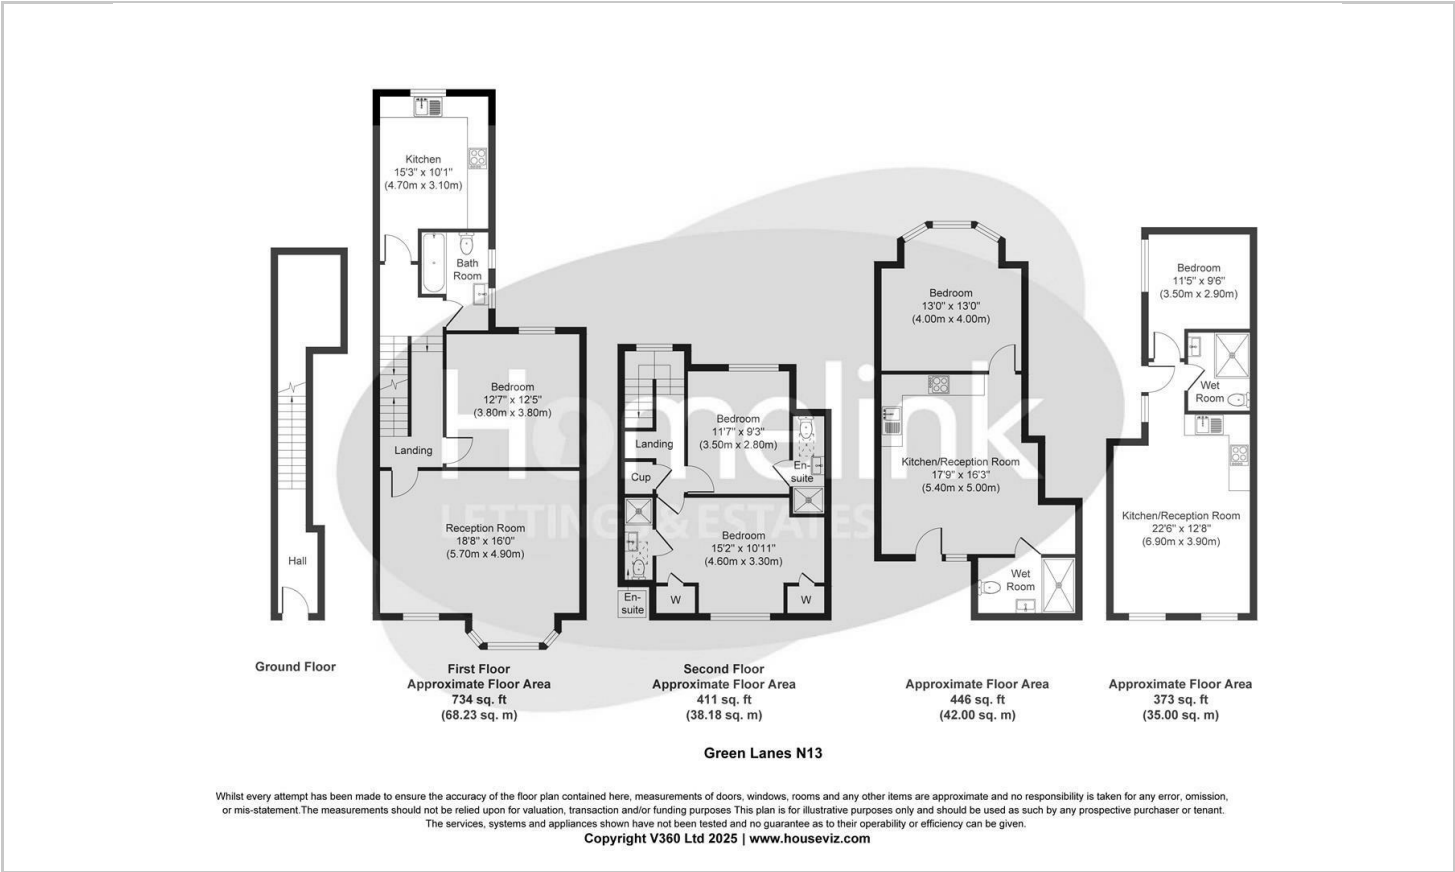 Kitchen
15'3" x 10'1"
(4.70m x 3.10m)
Bath
Room
Bedroom
12'7" x 12'5"
(3.80m x 3.80m)
Landing
Reception Room
18'8" x 16'0"
(5.70m x 4.90m)
Hall
Ground Floor
First Floor
Approximate Floor Area
734 sq. ft
(68.23 sq. m)
Bedroom
11'7" x 9'3"
(3.50m x 2.80m)
Landing
Cup
En-
suite
Bedroom
15'2" x 10'11"
(4.60m x 3.30m)
W
W
En-
suite
Second Floor
Approximate Floor Area
411 sq. ft
(38.18 sq. m)
Bedroom
13'0" x 13'0"
(4.00m x 4.00m)
Kitchen/Reception Room
17'9" x 16'3"
(5.40m x 5.00m)
Wet
Room
Approximate Floor Area
446 sq. ft
(42.00 sq. m)
Bedroom
11'5" x 9'6"
(3.50m x 2.90m)
Wet
Room
Kitchen/Reception Room
22'6" x 12'8"
(6.90m x 3.90m)
Approximate Floor Area
373 sq. ft
(35.00 sq. m)
Homelink
LETTINGS & ESTATES
Green Lanes N13
Whilst every attempt has been made to ensure the accuracy of the floor plan contained here, measurements of doors, windows, rooms and any other items are approximate and no responsibility is taken for any error, omission,
or mis-statement.The measurements should not be relied upon for valuation, transaction and/or funding purposes This plan is for illustrative purposes only and should be used as such by any prospective purchaser or tenant.
The services, systems and appliances shown have not been tested and no guarantee as to their operability or efficiency can be given.
Copyright V360 Ltd 2025 | www.houseviz.com